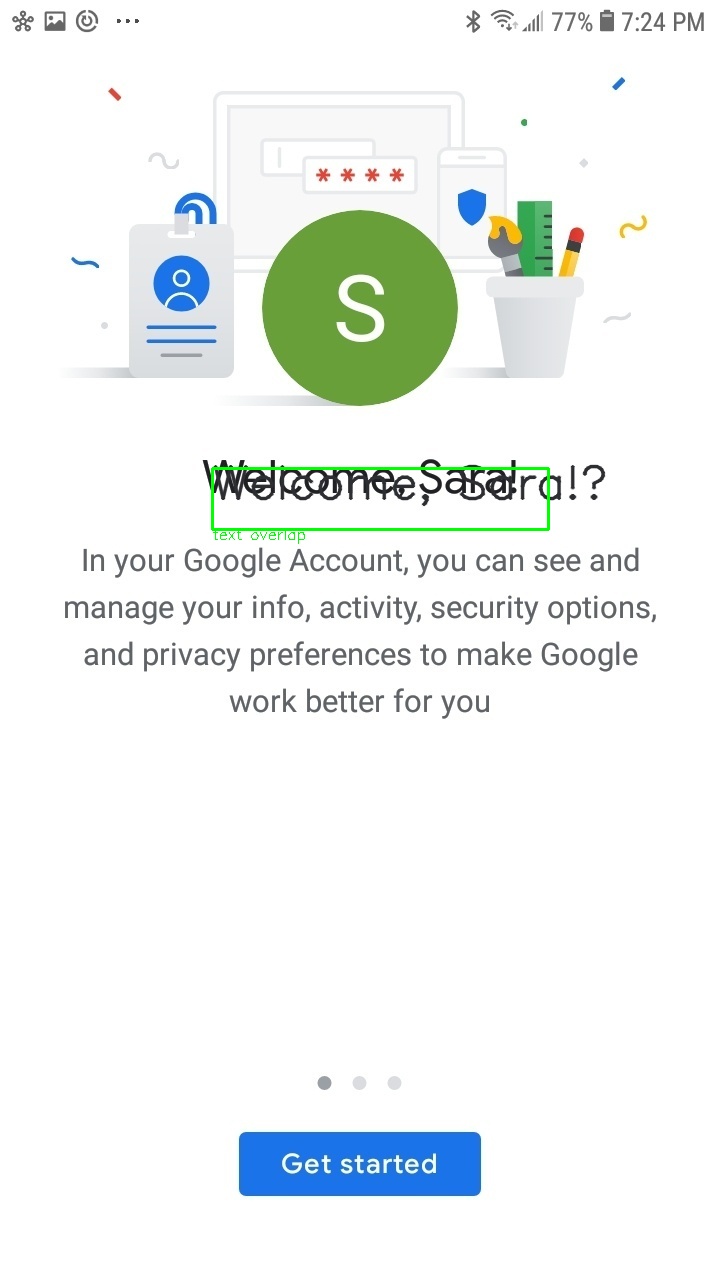 77% 7:24 PM
* * * *
S
Welcome, Sara!
Welcome, Sara!?
text overlap
In your Google Account, you can see and
manage your info, activity, security options,
and privacy preferences to make Google
work better for you
Get started